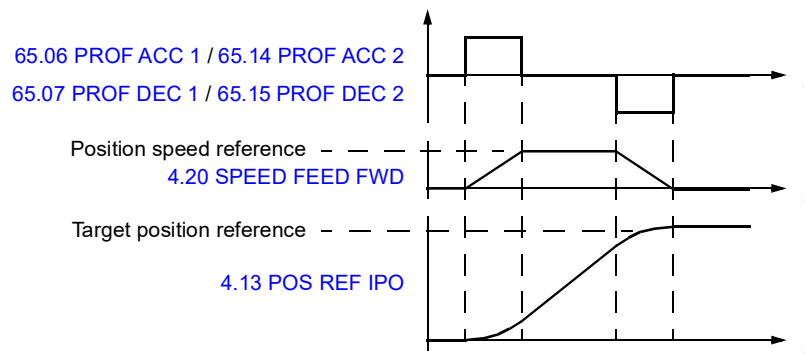 65.06 PROF ACC 1 / 65.14 PROF ACC 2
65.07 PROF DEC 1 / 65.15 PROF DEC 2
Position speed reference
4.20 SPEED FEED FWD
Target position reference
4.13 POS REF IPO